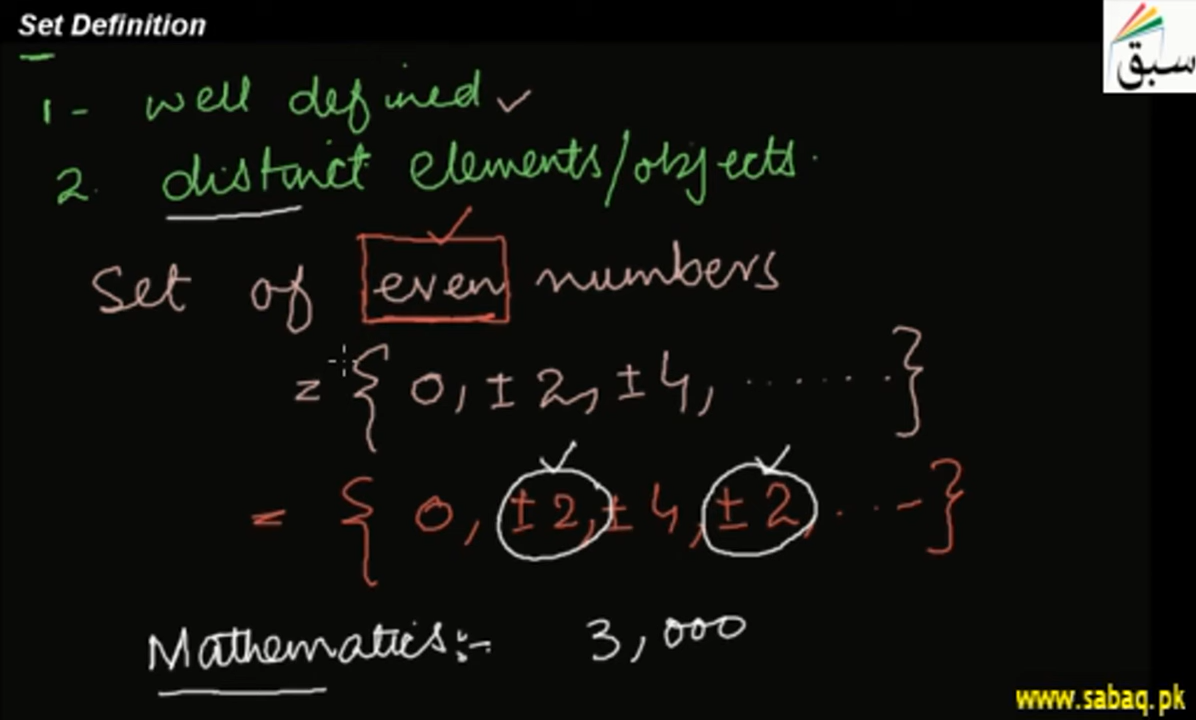 Set Definition
سبق
1- well defined ✓
2. distinct elements/objects.
Set of even numbers
= { 0, ± 2, ± 4, ........ }
= { 0, ± 2, ± 4, ± 2, ...- }
Mathematics:- 3,000
www.sabaq.pk